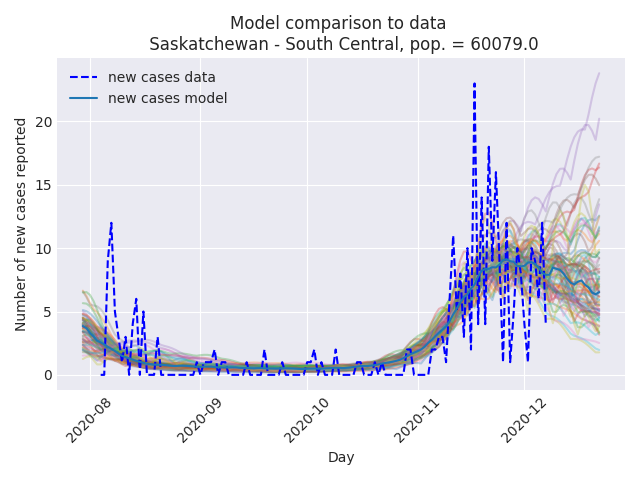 Model comparison to data
Saskatchewan - South Central, pop. = 60079.0
new cases data
new cases model
Number of new cases reported
20
15
10
5
0
2020-08
2020-09
2020-10
2020-11
2020-12
Day